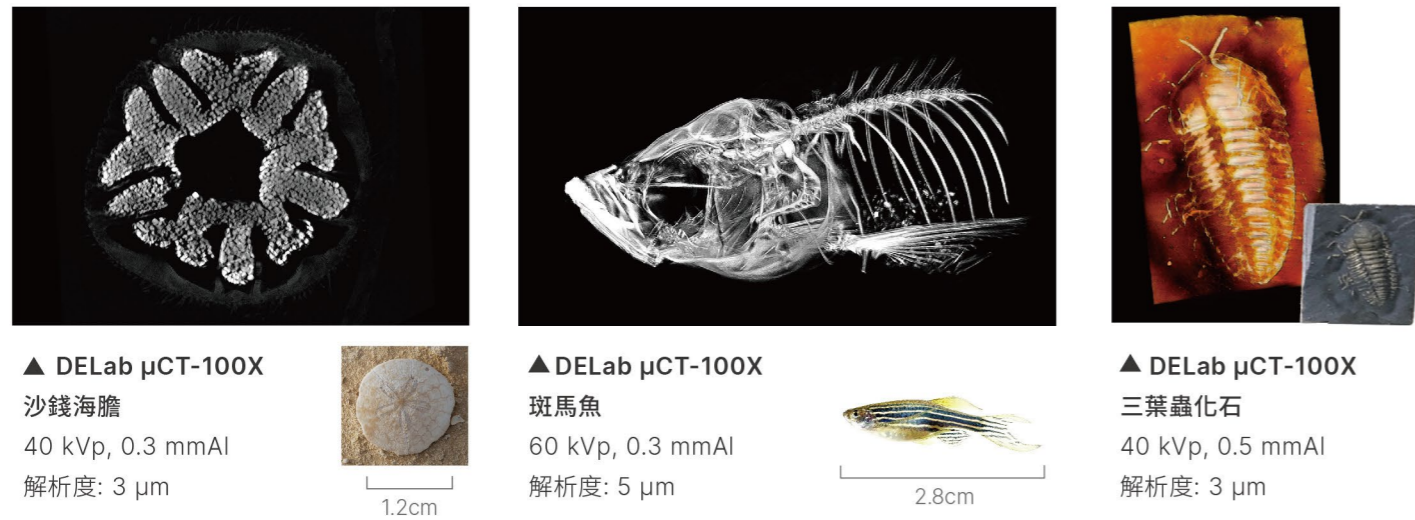 ▲ DELab µCT-100X
沙錢海膽
40 kVp, 0.3 mmAl
解析度: 3 µm
1.2cm
▲DELab µCT-100X
斑馬魚
60 kVp, 0.3 mmAl
解析度: 5 µm
2.8cm
▲ DELab µCT-100X
三葉蟲化石
40 kVp, 0.5 mmAl
解析度: 3 µm